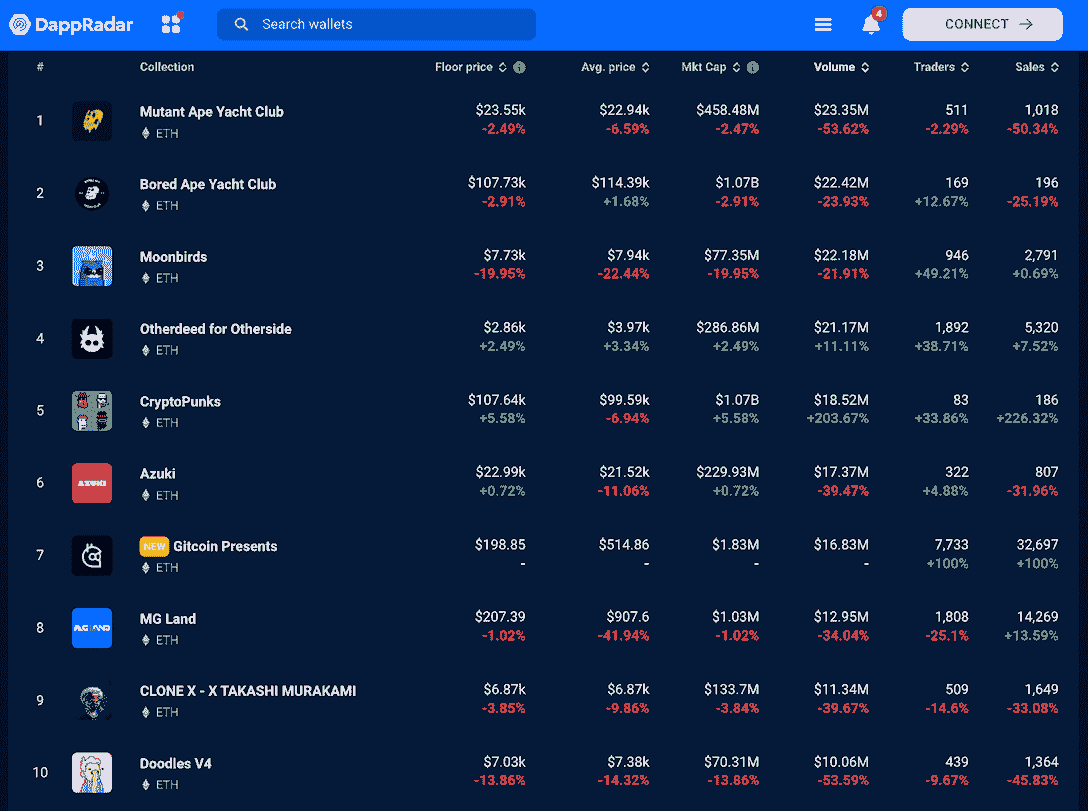 DappRadar
Search wallets
4
CONNECT
# Collection Floor price Avg. price Mkt Cap Volume Traders Sales
1 Mutant Ape Yacht Club $23.55k $22.94k $458.48M $23.35M 511 1,018
ETH -2.49% -6.59% -2.47% -53.62% -2.29% -50.34%
2 Bored Ape Yacht Club $107.73k $114.39k $1.07B $22.42M 169 196
ETH -2.91% +1.68% -2.91% -23.93% +12.67% -25.19%
3 Moonbirds $7.73k $7.94k $77.35M $22.18M 946 2,791
ETH -19.95% -22.44% -19.95% -21.91% +49.21% +0.69%
4 Otherdeed for Otherside $2.86k $3.97k $286.86M $21.17M 1,892 5,320
ETH +2.49% +3.34% +2.49% +11.11% +38.71% +7.52%
5 CryptoPunks $107.64k $99.59k $1.07B $18.52M 83 186
ETH +5.58% -6.94% +5.58% +203.67% +33.86% +226.32%
6 AZUKI Azuki $22.99k $21.52k $229.93M $17.37M 322 807
ETH +0.72% -11.06% +0.72% -39.47% +4.88% -31.96%
7 NEW Gitcoin Presents $198.85 $514.86 $1.83M $16.83M 7,733 32,697
ETH - - - - +100% +100%
8 MG LAND MG Land $207.39 $907.6 $1.03M $12.95M 1,808 14,269
ETH -1.02% -41.94% -1.02% -34.04% -25.1% +13.59%
9 CLONE X - X TAKASHI MURAKAMI $6.87k $6.87k $133.7M $11.34M 509 1,649
ETH -3.85% -9.86% -3.84% -39.67% -14.6% -33.08%
10 Doodles V4 $7.03k $7.38k $70.31M $10.06M 439 1,364
ETH -13.86% -14.32% -13.86% -53.59% -9.67% -45.83%